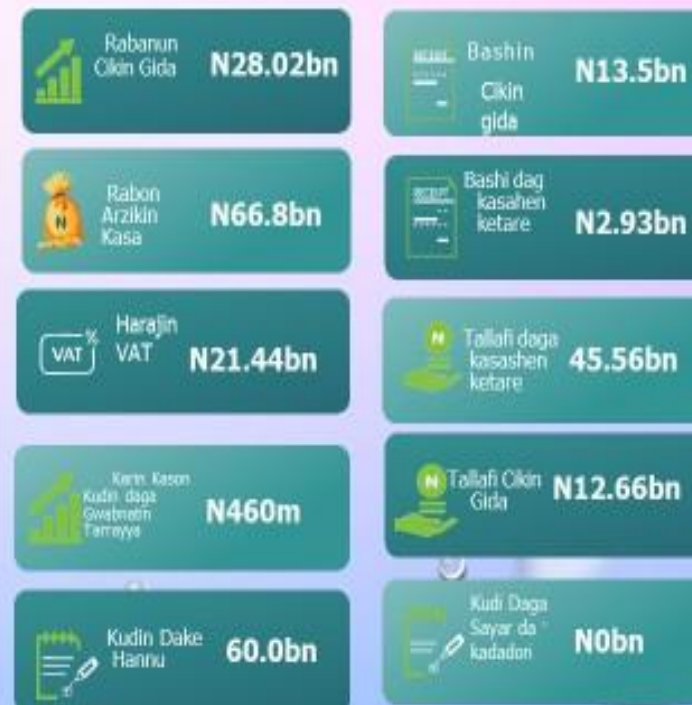 Rabanun
Cikin Gida
N28.02bn
Rabon
Arzikin
Kasa
N66.8bn
VAT %
Harajin
VAT
N21.44bn
Karin Kason
Kudin daga
Gwabnatin
Tarrayya
N460m
Kudin Dake
Hannu
60.0bn
Bashin
Cikin
gida
N13.5bn
Bashi dag
kasahen
ketare
N2.93bn
Tallafi daga
kasashen
ketare
45.56bn
Tallafi Cikin
Gida
N12.66bn
Kudi Daga
Sayar da
kadadon
N0bn